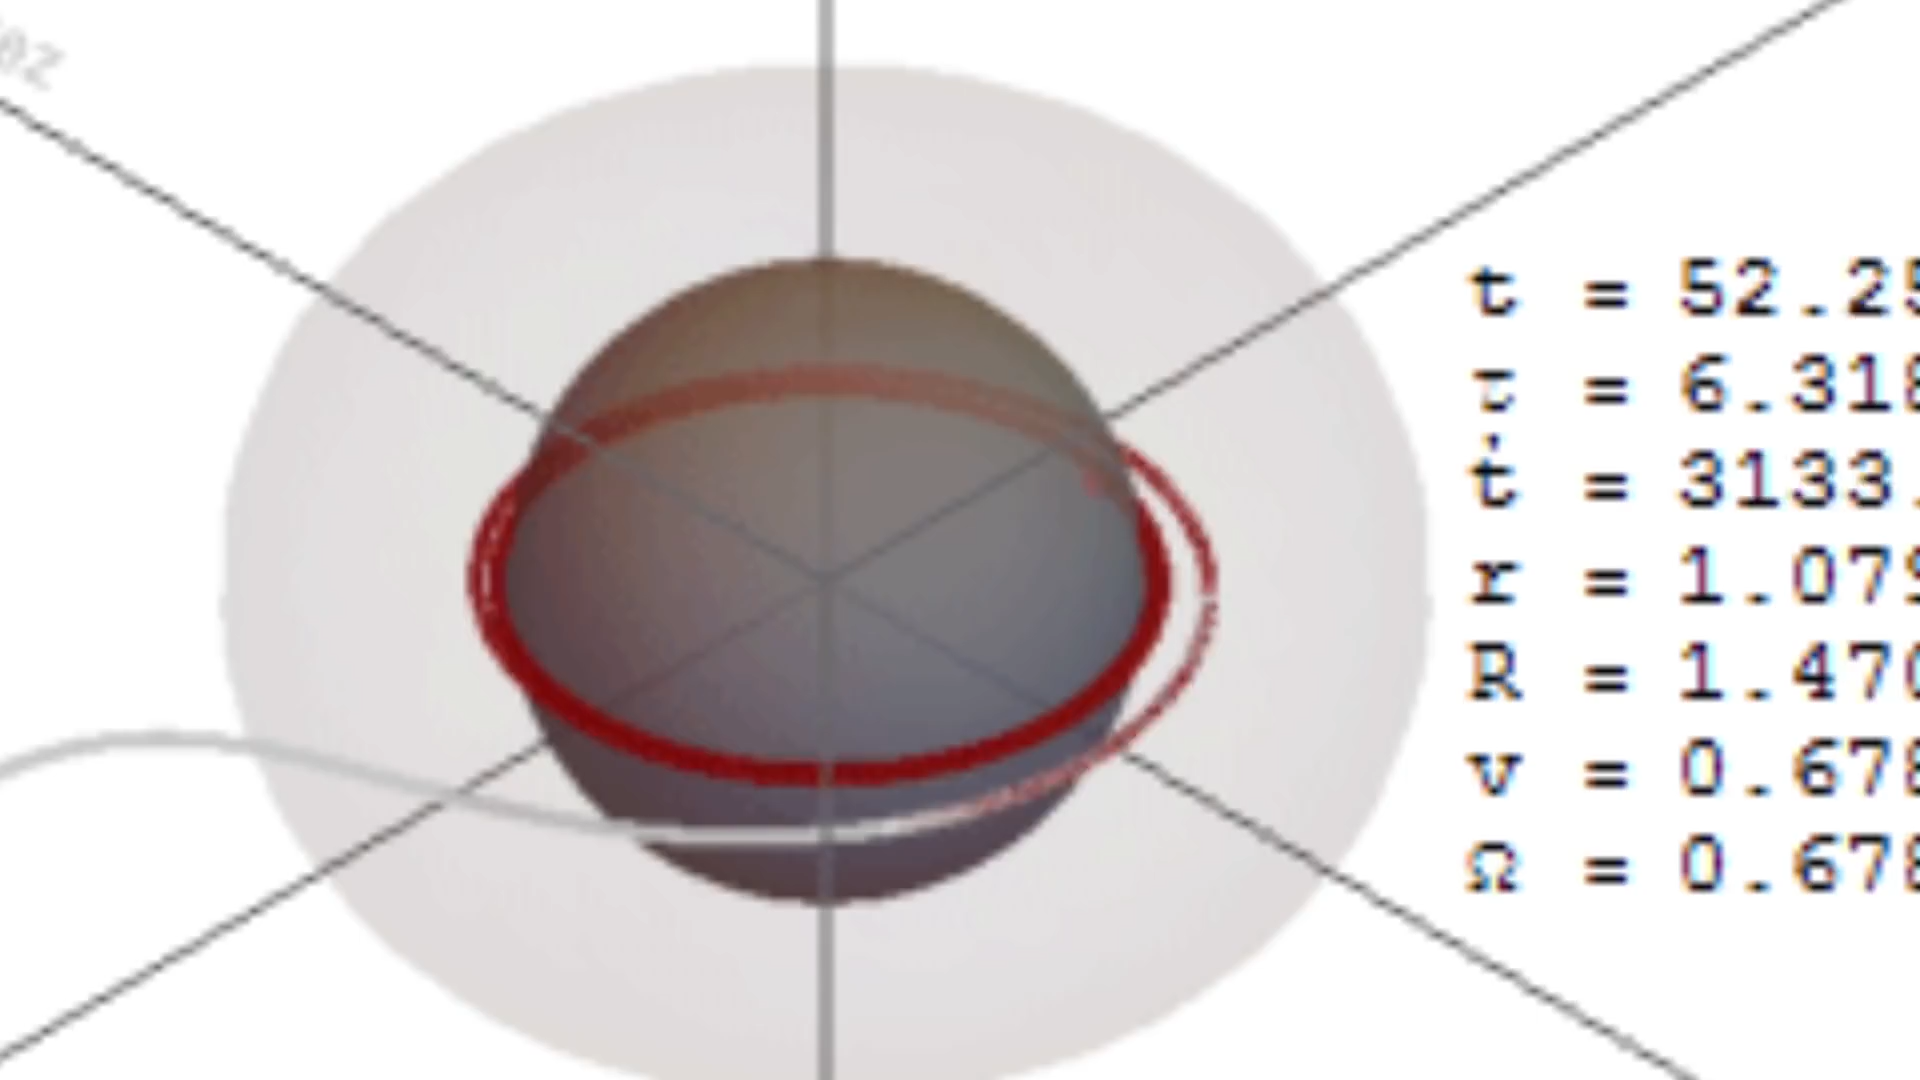 t = 52.25
τ = 6.318
ṫ = 3133.
r = 1.079
R = 1.470
v = 0.678
Ω = 0.678